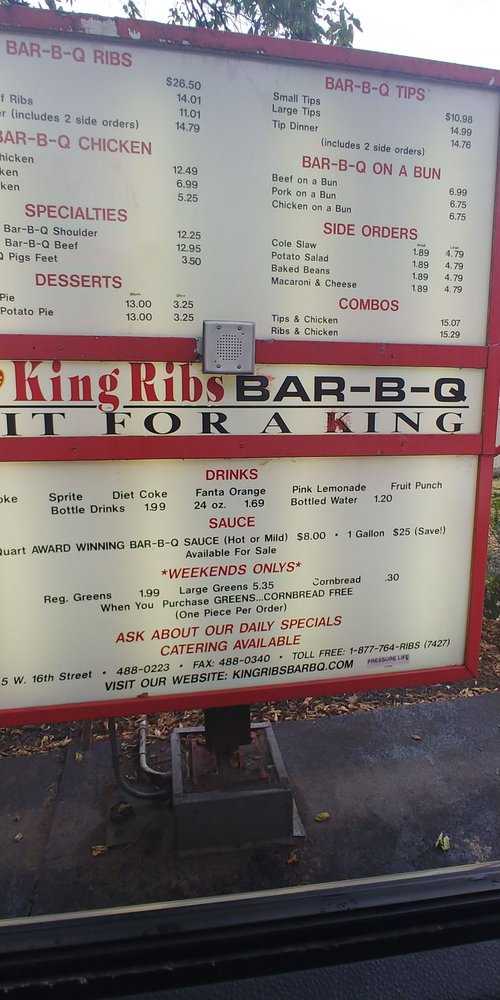 BAR-B-Q RIBS
$26.50
f Ribs 14.01
11.01
er (includes 2 side orders) 14.79
BAR-B-Q CHICKEN
hicken 12.49
ken 6.99
ken 5.25
SPECIALTIES
Bar-B-Q Shoulder 12.25
Bar-B-Q Beef 12.95
Q Pigs Feet 3.50
DESSERTS
Pie 13.00 3.25
Potato Pie 13.00 3.25
BAR-B-Q TIPS
Small Tips $10.98
Large Tips 14.99
Tip Dinner 14.76
(includes 2 side orders)
BAR-B-Q ON A BUN
Beef on a Bun 6.99
Pork on a Bun 6.75
Chicken on a Bun 6.75
SIDE ORDERS
Cole Slaw 1.89 4.79
Potato Salad 1.89 4.79
Baked Beans 1.89 4.79
Macaroni & Cheese 1.89 4.79
COMBOS
Tips & Chicken 15.07
Ribs & Chicken 15.29
King Ribs BAR-B-Q
IT FOR A KING
DRINKS
oke Sprite Diet Coke Fanta Orange Pink Lemonade Fruit Punch
Bottle Drinks 1.99 24 oz. 1.69 Bottled Water 1.20
SAUCE
Quart AWARD WINNING BAR-B-Q SAUCE (Hot or Mild) $8.00 • 1 Gallon $25 (Save!)
Available For Sale
*WEEKENDS ONLYS*
Reg. Greens 1.99 Large Greens 5.35 Cornbread .30
When You Purchase GREENS...CORNBREAD FREE
(One Piece Per Order)
ASK ABOUT OUR DAILY SPECIALS
CATERING AVAILABLE
5 W. 16th Street • 488-0223 • FAX: 488-0340 • TOLL FREE: 1-877-764-RIBS (7427)
VISIT OUR WEBSITE: KINGRIBSBARBQ.COM
PRESSURE LIFE